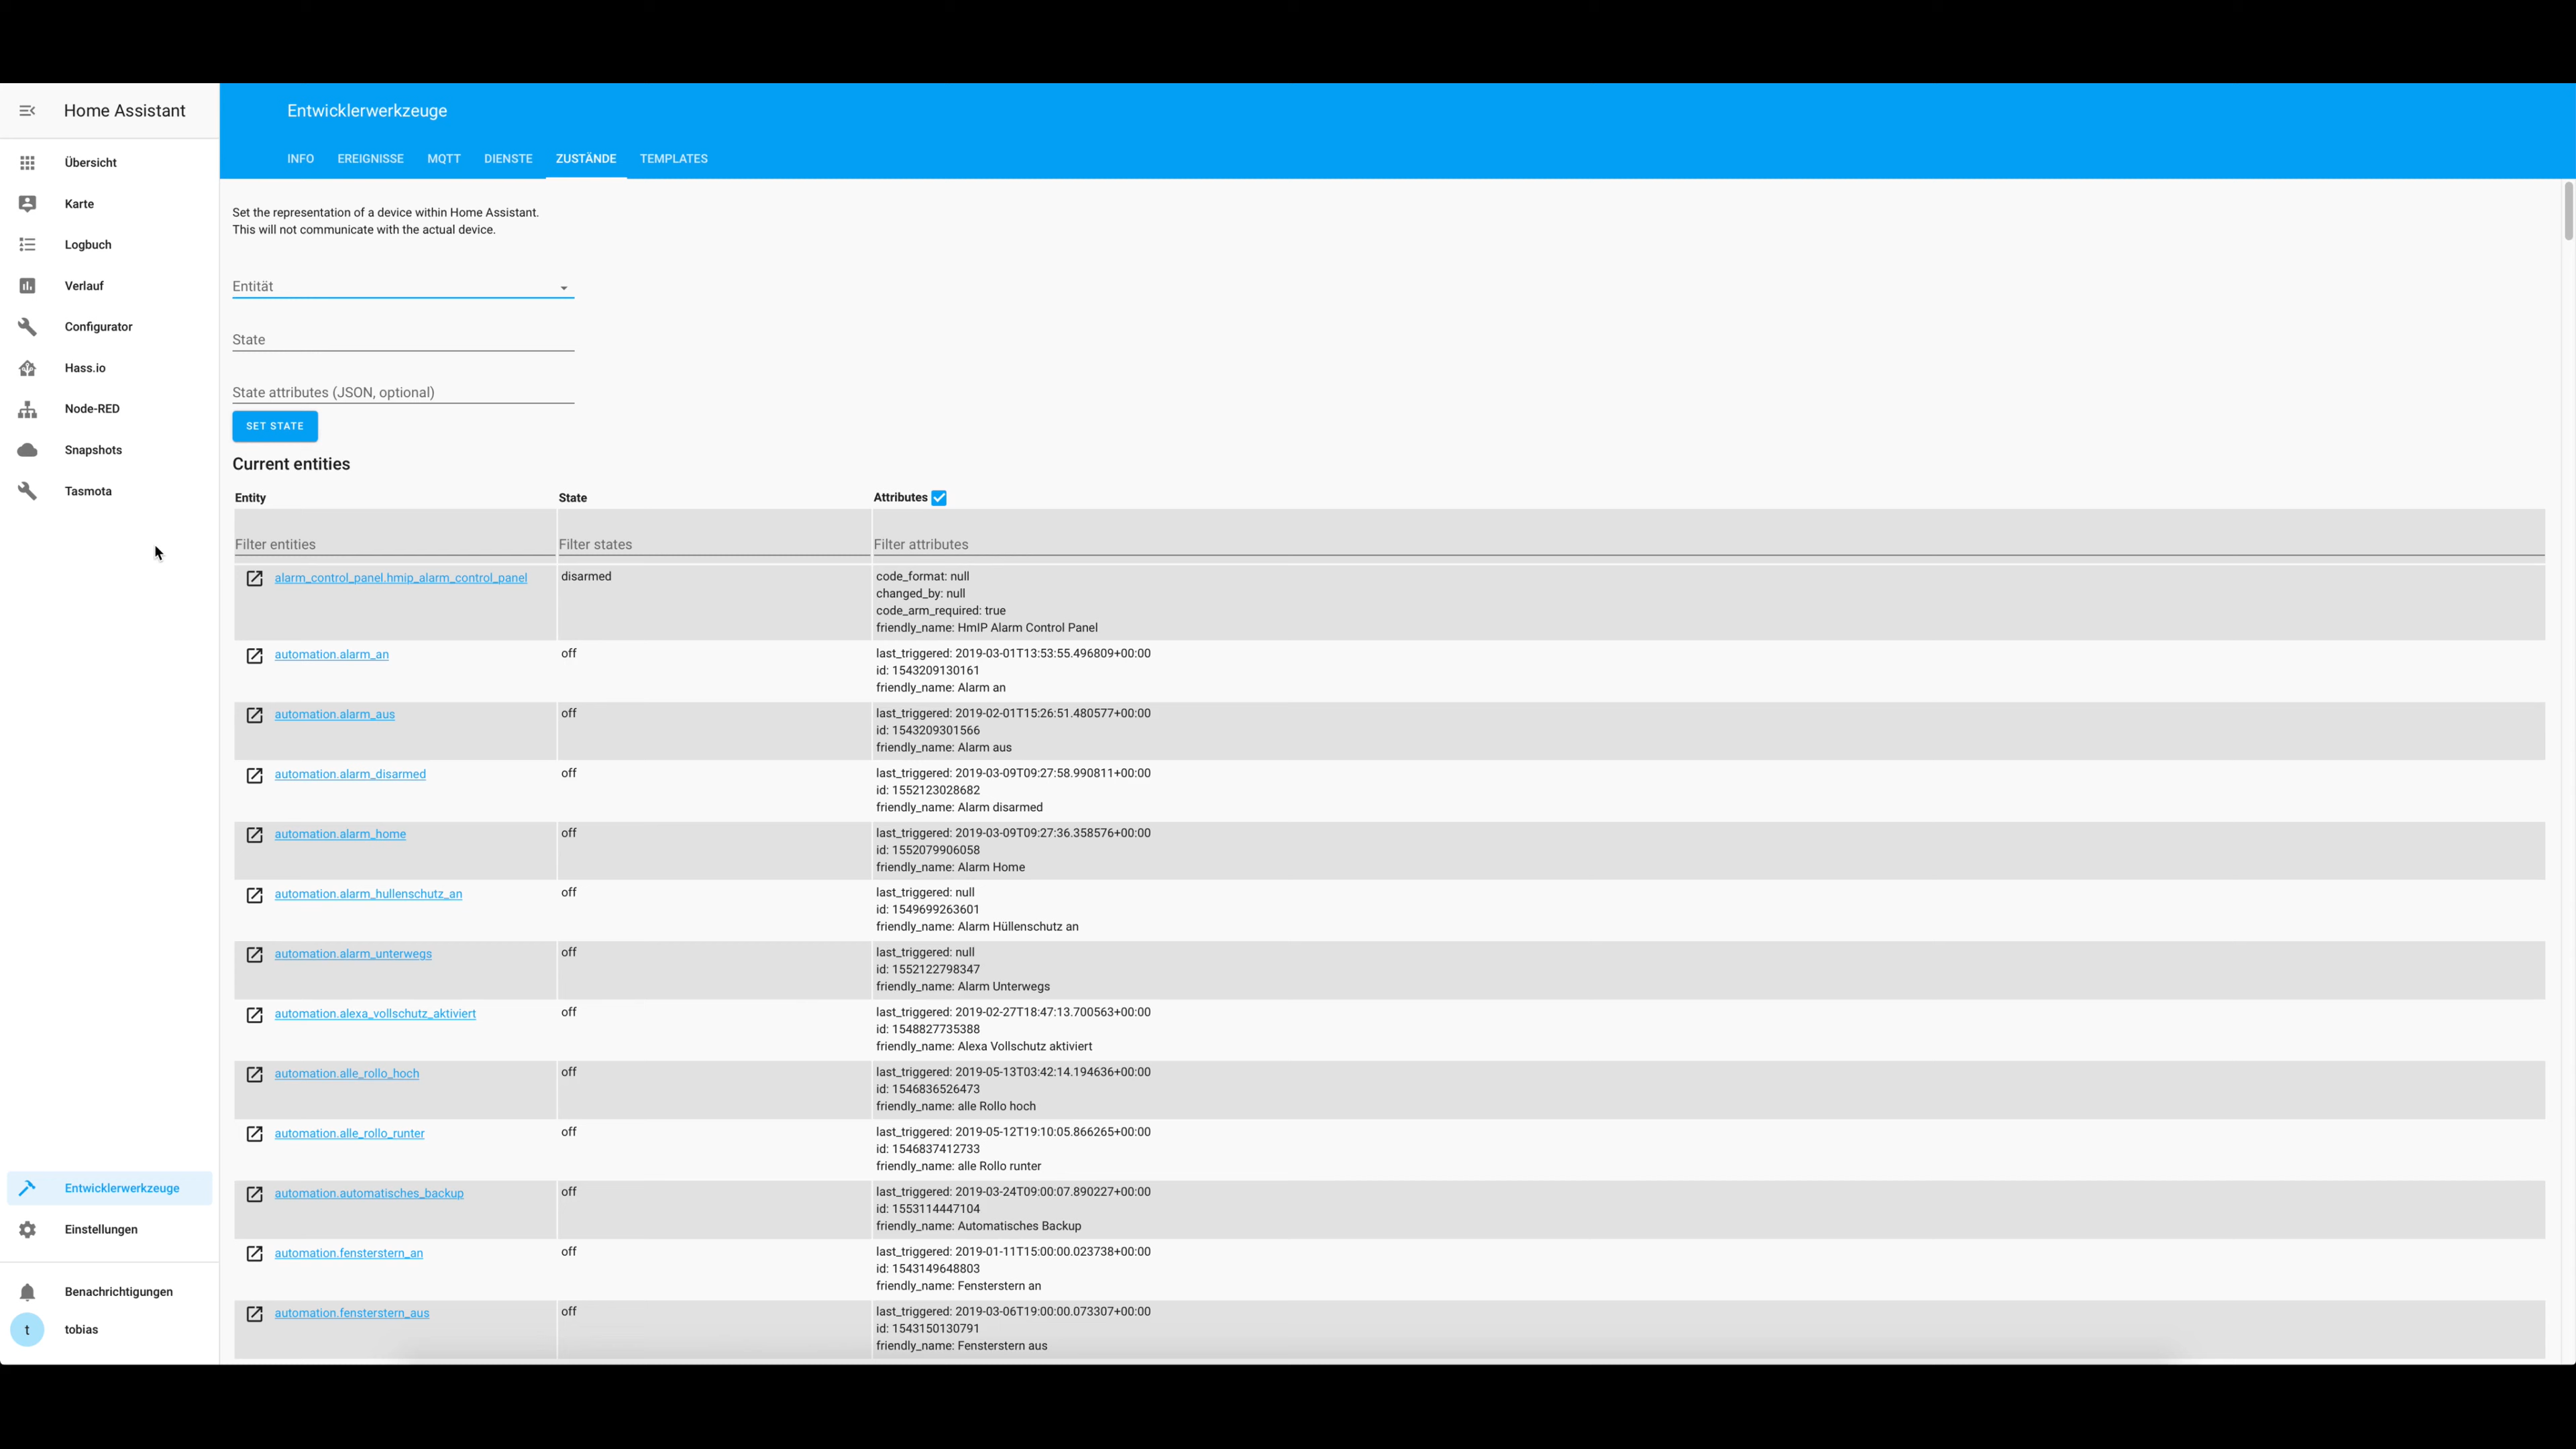 Home Assistant
Übersicht
Karte
Logbuch
Verlauf
Configurator
Hass.io
Node-RED
Snapshots
Tasmota
Entwicklerwerkzeuge
Einstellungen
Benachrichtigungen
t tobias
Entwicklerwerkzeuge
INFO EREIGNISSE MQTT DIENSTE ZUSTÄNDE TEMPLATES
Set the representation of a device within Home Assistant.
This will not communicate with the actual device.
Entität
State
State attributes (JSON, optional)
SET STATE
Current entities
Entity State Attributes
Filter entities Filter states Filter attributes
alarm_control_panel.hmip_alarm_control_panel disarmed code_format: null
changed_by: null
code_arm_required: true
friendly_name: HmIP Alarm Control Panel
automation.alarm_an off last_triggered: 2019-03-01T13:53:55.496809+00:00
id: 1543209130161
friendly_name: Alarm an
automation.alarm_aus off last_triggered: 2019-02-01T15:26:51.480577+00:00
id: 1543209301566
friendly_name: Alarm aus
automation.alarm_disarmed off last_triggered: 2019-03-09T09:27:58.990811+00:00
id: 1552123028682
friendly_name: Alarm disarmed
automation.alarm_home off last_triggered: 2019-03-09T09:27:36.358576+00:00
id: 1552079906058
friendly_name: Alarm Home
automation.alarm_hullenschutz_an off last_triggered: null
id: 1549699263601
friendly_name: Alarm Hüllenschutz an
automation.alarm_unterwegs off last_triggered: null
id: 1552122798347
friendly_name: Alarm Unterwegs
automation.alexa_vollschutz_aktiviert off last_triggered: 2019-02-27T18:47:13.700563+00:00
id: 1548827735388
friendly_name: Alexa Vollschutz aktiviert
automation.alle_rollo_hoch off last_triggered: 2019-05-13T03:42:14.194636+00:00
id: 1546836526473
friendly_name: alle Rollo hoch
automation.alle_rollo_runter off last_triggered: 2019-05-12T19:10:05.866265+00:00
id: 1546837412733
friendly_name: alle Rollo runter
automation.automatisches_backup off last_triggered: 2019-03-24T09:00:07.890227+00:00
id: 1553114447104
friendly_name: Automatisches Backup
automation.fensterstern_an off last_triggered: 2019-01-11T15:00:00.023738+00:00
id: 1543149648803
friendly_name: Fensterstern an
automation.fensterstern_aus off last_triggered: 2019-03-06T19:00:00.073307+00:00
id: 1543150130791
friendly_name: Fensterstern aus